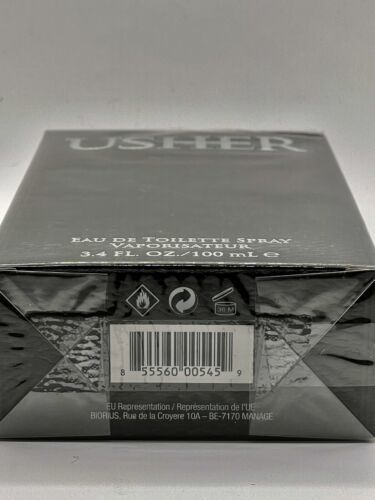 USHER
EAU DE TOILETTE SPRAY
VAPORISATEUR
3.4 FL. OZ./100 mL ℮
36 M
8 55560 00545 9
EU Representation / Représentation de l'UE
BIORIUS, Rue de la Croyere 10A – BE-7170 MANAGE